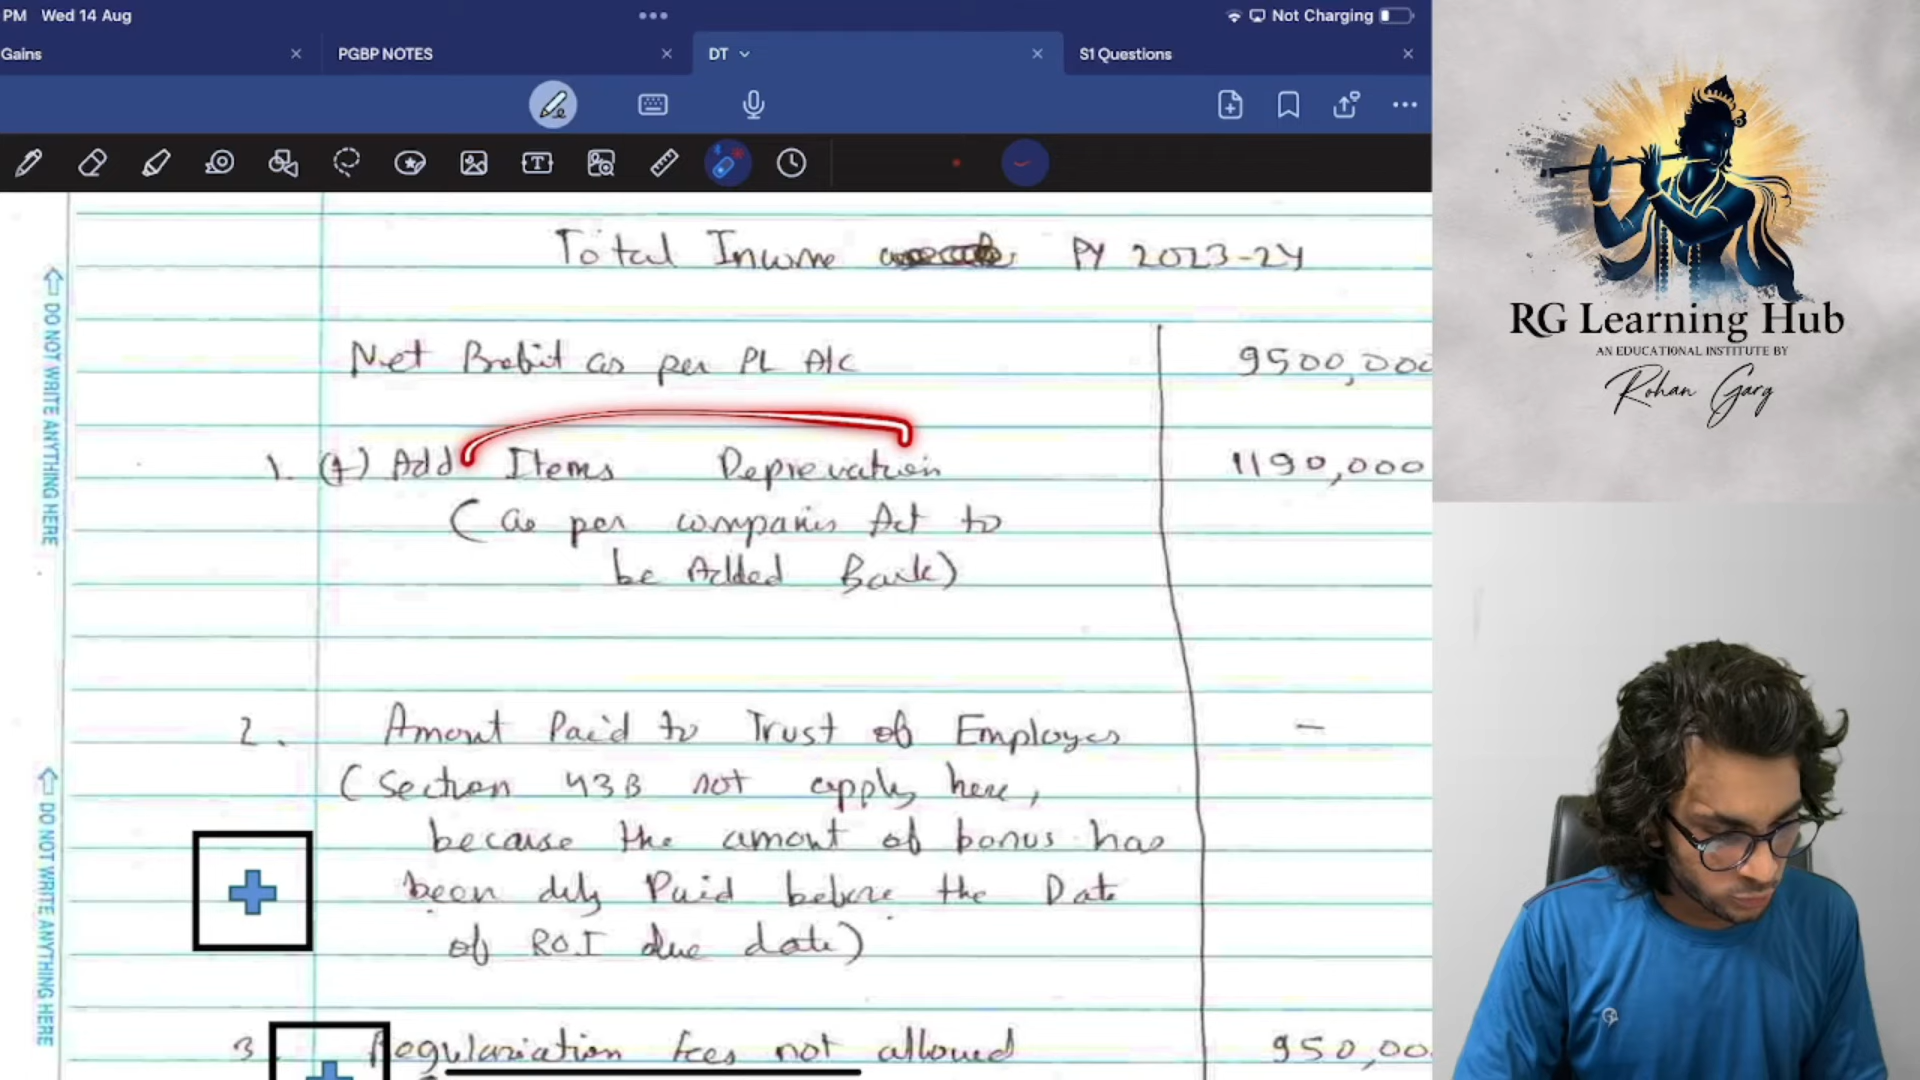 PM Wed 14 Aug
Not Charging
Gains
PGBP NOTES
DT
S1 Questions
Total Income PY 2023-24
Net Profit as per PL A/c 9500,000
1. (+) Add Items Depreciation 1190,000
(as per companies Act to
be Added Back)
2. Amount Paid to Trust of Employes –
(Section 43B not apply here,
because the amount of bonus has
been duly Paid before the Date
of R.O.I due date)
3. Regulariation fees not allowed 950,00
DO NOT WRITE ANYTHING HERE
DO NOT WRITE ANYTHING HERE
RG Learning Hub
AN EDUCATIONAL INSTITUTE BY
Rohan Garg